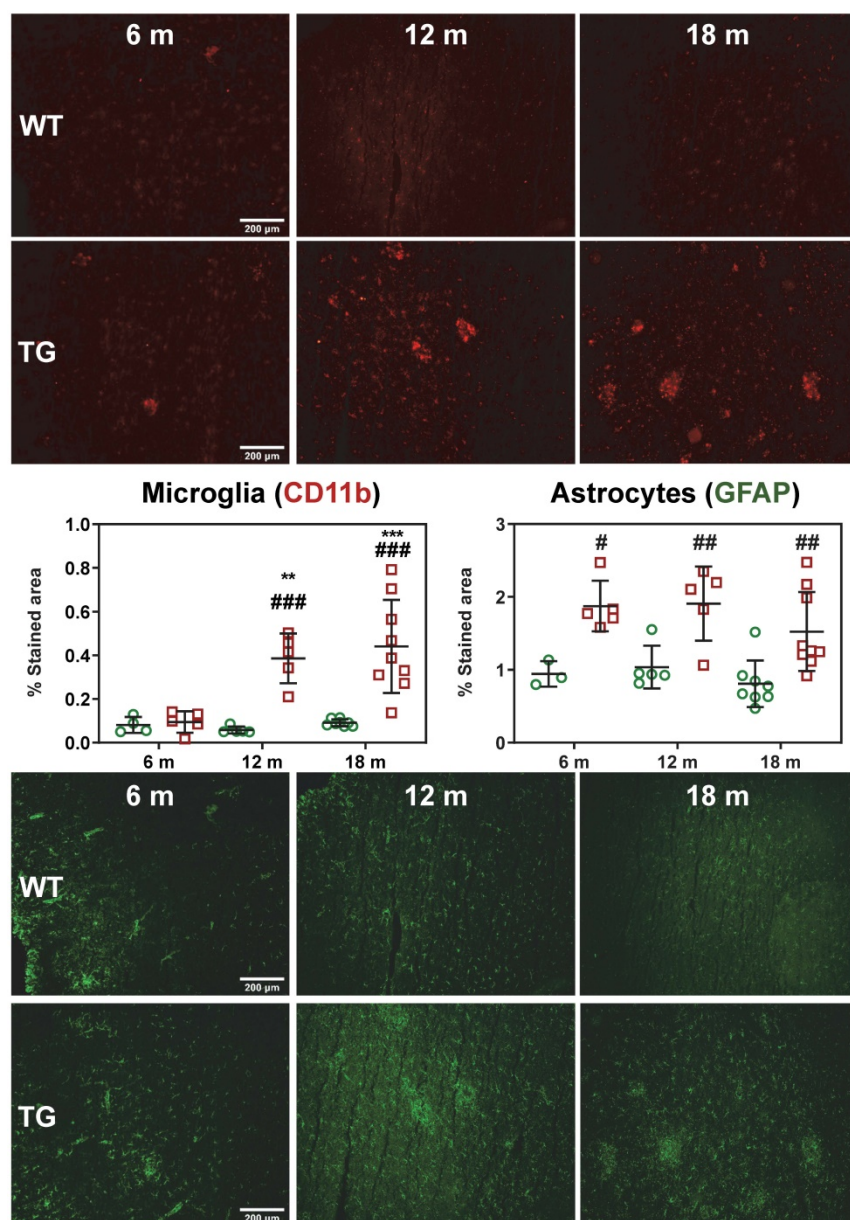 6 m 12 m 18 m
WT
200 µm
TG
200 µm
Microglia (CD11b)
% Stained area
1.0
0.8
0.6
0.4
0.2
0.0
**
###
***
###
6 m 12 m 18 m
Astrocytes (GFAP)
% Stained area
3
2
1
0
#
##
##
6 m 12 m 18 m
6 m 12 m 18 m
WT
200 µm
TG
200 µm